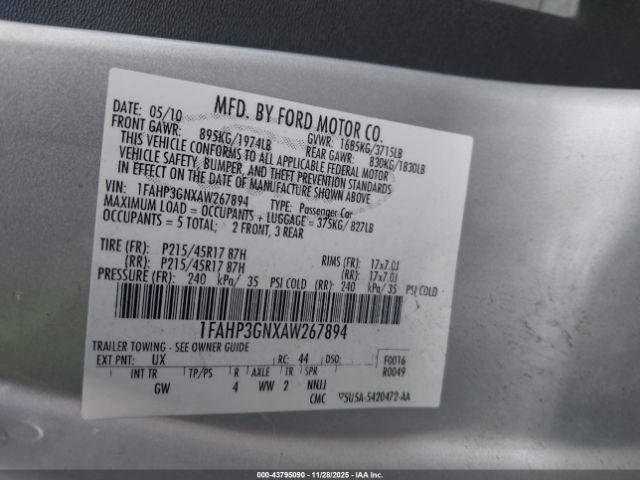 MFD. BY FORD MOTOR CO.
DATE: 05/10
FRONT GAWR: 895KG/1974LB
GVWR: 1685KG/3715LB
REAR GAWR: 830KG/1830LB
THIS VEHICLE CONFORMS TO ALL APPLICABLE FEDERAL MOTOR
VEHICLE SAFETY, BUMPER, AND THEFT PREVENTION STANDARDS
IN EFFECT ON THE DATE OF MANUFACTURE SHOWN ABOVE.
VIN: 1FAHP3GNXAW267894 TYPE: Passenger Car
MAXIMUM LOAD = OCCUPANTS + LUGGAGE = 375KG/ 827LB
OCCUPANTS = 5 TOTAL; 2 FRONT, 3 REAR
TIRE (FR): P215/45R17 87H RIMS (FR): 17x7.0J
(RR): P215/45R17 87H (RR): 17x7.0J
PRESSURE (FR): 240 kPa/ 35 PSI COLD (RR): 240 kPa/ 35 PSI COLD
1FAHP3GNXAW267894
TRAILER TOWING - SEE OWNER GUIDE
EXT PNT: UX RC: 44 DSO: F0016
R0049
INT TR TP/PS R AXLE TR SPR
GW 4 WW 2 NNJJ
CMC ▽5U5A-5420472-AA
000-43795090 - 11/28/2025 - IAA Inc.